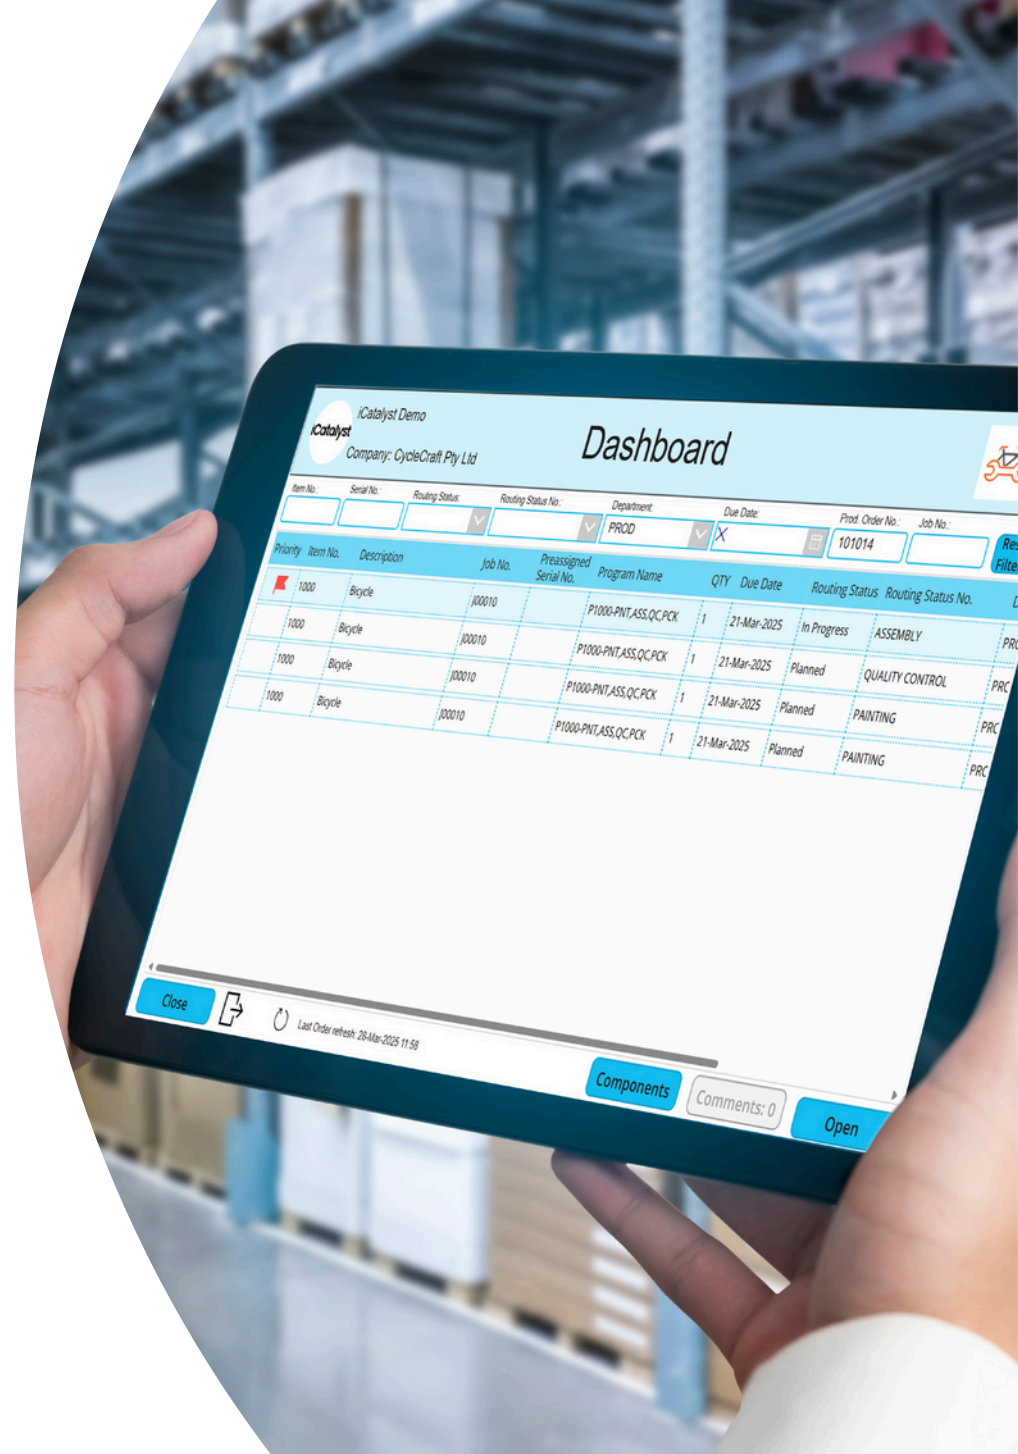 iCatalyst
iCatalyst Demo
Company: CycleCraft Pty Ltd
Dashboard
Item No.: Serial No.: Routing Status: Routing Status No.: Department: Due Date: Prod. Order No.: Job No.:
PROD 101014
Res
Filte
Priority Item No. Description Job No. Preassigned Serial No. Program Name QTY Due Date Routing Status Routing Status No. D
1000 Bicycle J00010 P1000-PNT,ASS,QC,PCK 1 21-Mar-2025 In Progress ASSEMBLY PRO
1000 Bicycle J00010 P1000-PNT,ASS,QC,PCK 1 21-Mar-2025 Planned QUALITY CONTROL PRC
1000 Bicycle J00010 P1000-PNT,ASS,QC,PCK 1 21-Mar-2025 Planned PAINTING PRC
1000 Bicycle J00010 P1000-PNT,ASS,QC,PCK 1 21-Mar-2025 Planned PAINTING PRC
Close Last Order refresh: 28-Mar-2025 11:58
Components Comments: 0 Open